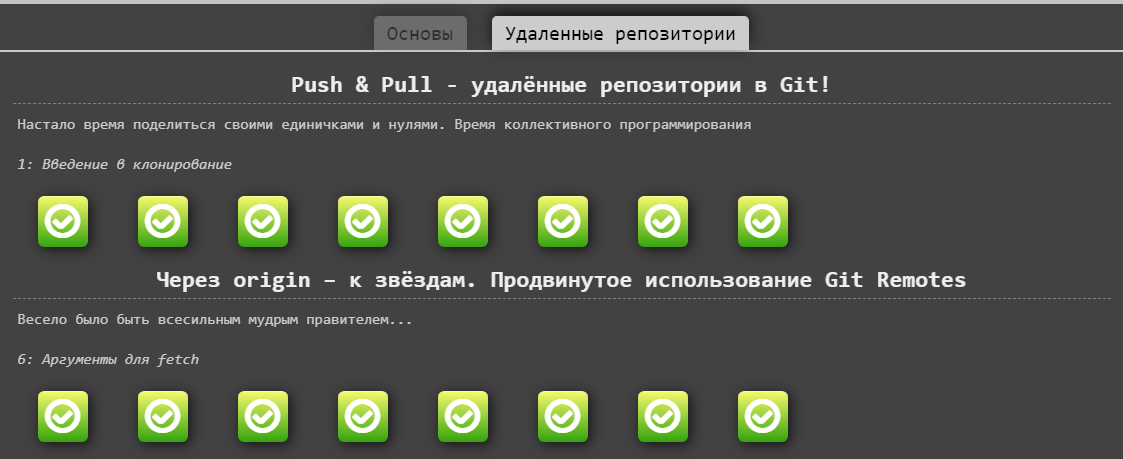 Основы
Удаленные репозитории
Push & Pull - удалённые репозитории в Git!
Настало время поделиться своими единичками и нулями. Время коллективного программирования
1: Введение в клонирование
Через origin – к звёздам. Продвинутое использование Git Remotes
Весело было быть всесильным мудрым правителем...
6: Аргументы для fetch